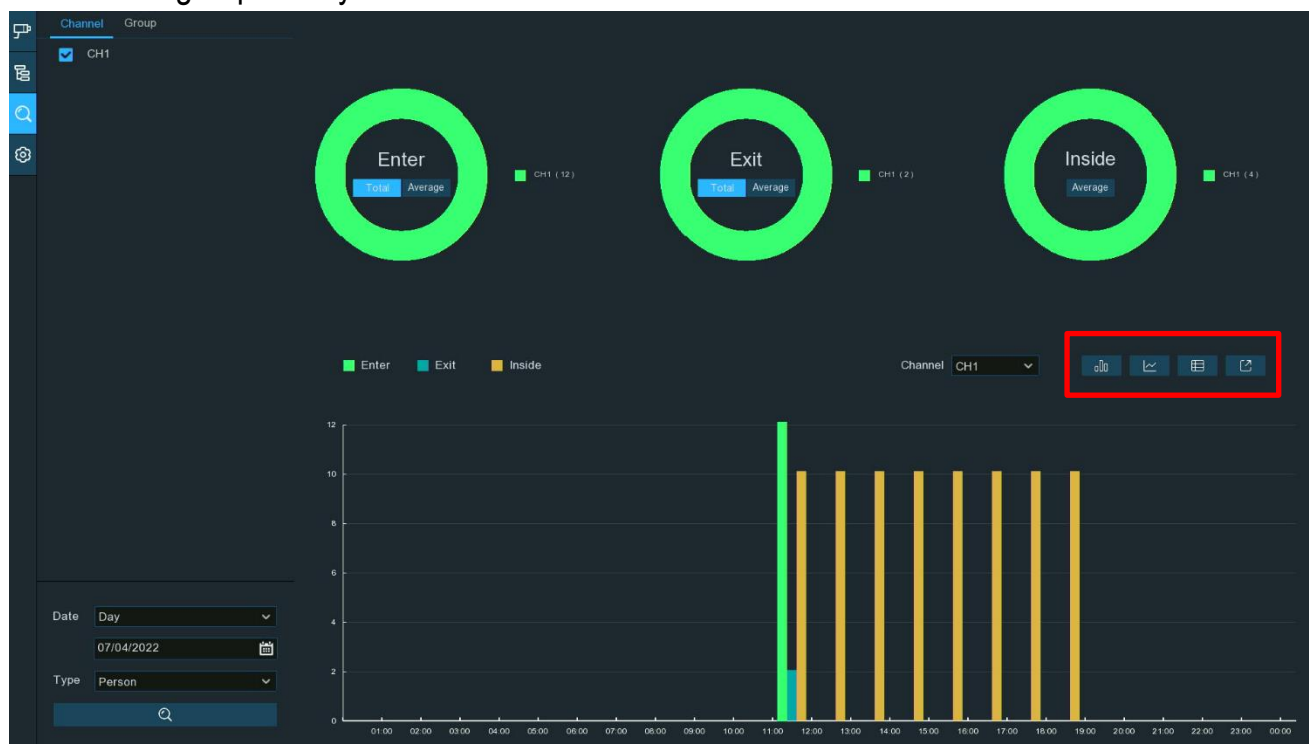 Channel Group
CH1
Enter
Total Average
CH1 ( 12 )
Exit
Total Average
CH1 ( 2 )
Inside
Average
CH1 ( 4 )
Enter Exit Inside
Channel CH1
12
10
8
6
4
2
0
01:00 02:00 03:00 04:00 05:00 06:00 07:00 08:00 09:00 10:00 11:00 12:00 13:00 14:00 15:00 16:00 17:00 18:00 19:00 20:00 21:00 22:00 23:00 00:00
Date Day
07/04/2022
Type Person